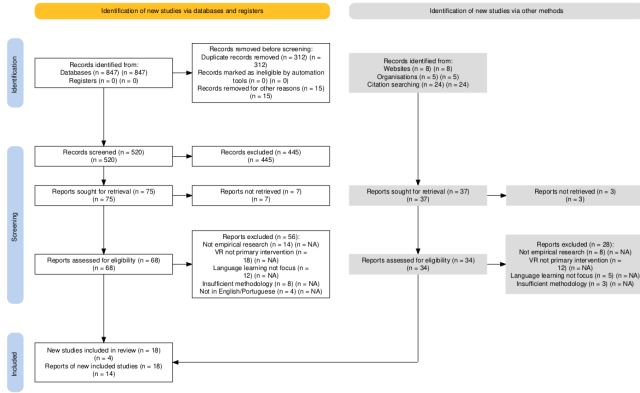 Identification of new studies via databases and registers
Identification of new studies via other methods
Identification
Records identified from:
Databases (n = 847) (n = 847)
Registers (n = 0) (n = 0)
Records removed before screening:
Duplicate records removed (n = 312) (n =
312)
Records marked as ineligible by automation
tools (n = 0) (n = 0)
Records removed for other reasons (n = 15)
(n = 15)
Records identified from:
Websites (n = 8) (n = 8)
Organisations (n = 5) (n = 5)
Citation searching (n = 24) (n = 24)
Screening
Records screened (n = 520)
(n = 520)
Records excluded (n = 445)
(n = 445)
Reports sought for retrieval (n = 75)
(n = 75)
Reports not retrieved (n = 7)
(n = 7)
Reports sought for retrieval (n = 37)
(n = 37)
Reports not retrieved (n = 3)
(n = 3)
Reports assessed for eligibility (n = 68)
(n = 68)
Reports excluded (n = 56):
Not empirical research (n = 14) (n = NA)
VR not primary intervention (n =
18) (n = NA)
Language learning not focus (n =
12) (n = NA)
Insufficient methodology (n = 8) (n = NA)
Not in English/Portuguese (n = 4) (n = NA)
Reports assessed for eligibility (n = 34)
(n = 34)
Reports excluded (n = 28):
Not empirical research (n = 8) (n = NA)
VR not primary intervention (n =
12) (n = NA)
Language learning not focus (n = 5) (n = NA)
Insufficient methodology (n = 3) (n = NA)
Included
New studies included in review (n = 18)
(n = 4)
Reports of new included studies (n = 18)
(n = 14)